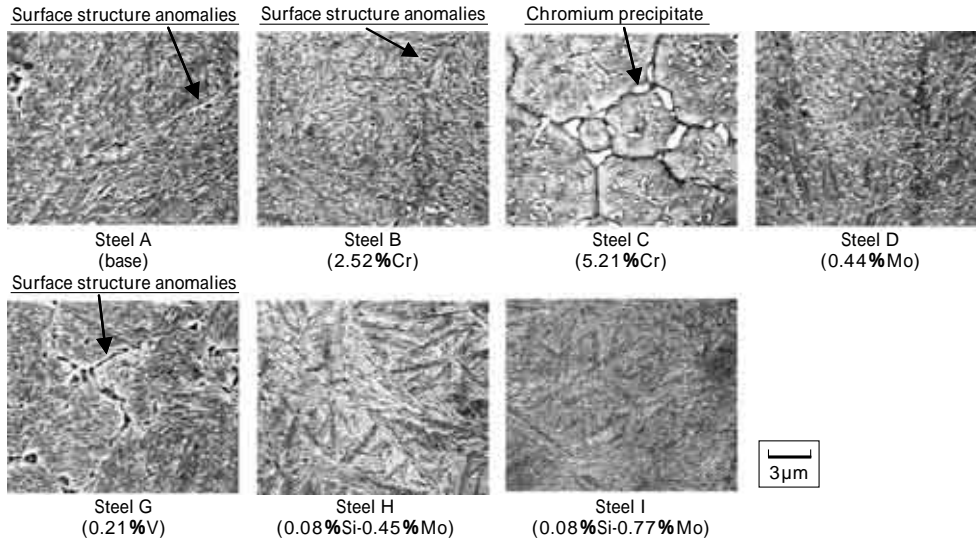 Surface structure anomalies Surface structure anomalies Chromium precipitate
Steel A Steel B Steel C Steel D
(base) (2.52%Cr) (5.21%Cr) (0.44%Mo)
Surface structure anomalies
3μm
Steel G Steel H Steel I
(0.21%V) (0.08%Si-0.45%Mo) (0.08%Si-0.77%Mo)